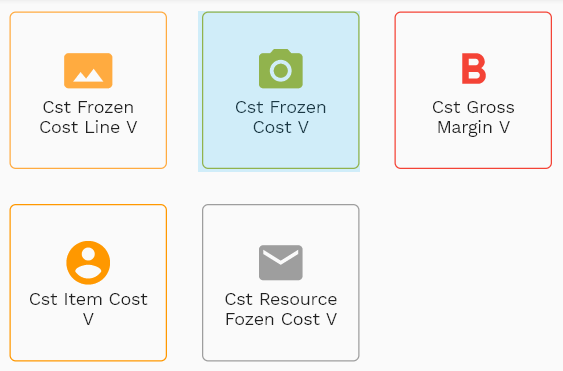 Cst Frozen
Cost Line V
Cst Frozen
Cost V
B
Cst Gross
Margin V
Cst Item Cost
V
Cst Resource
Fozen Cost V